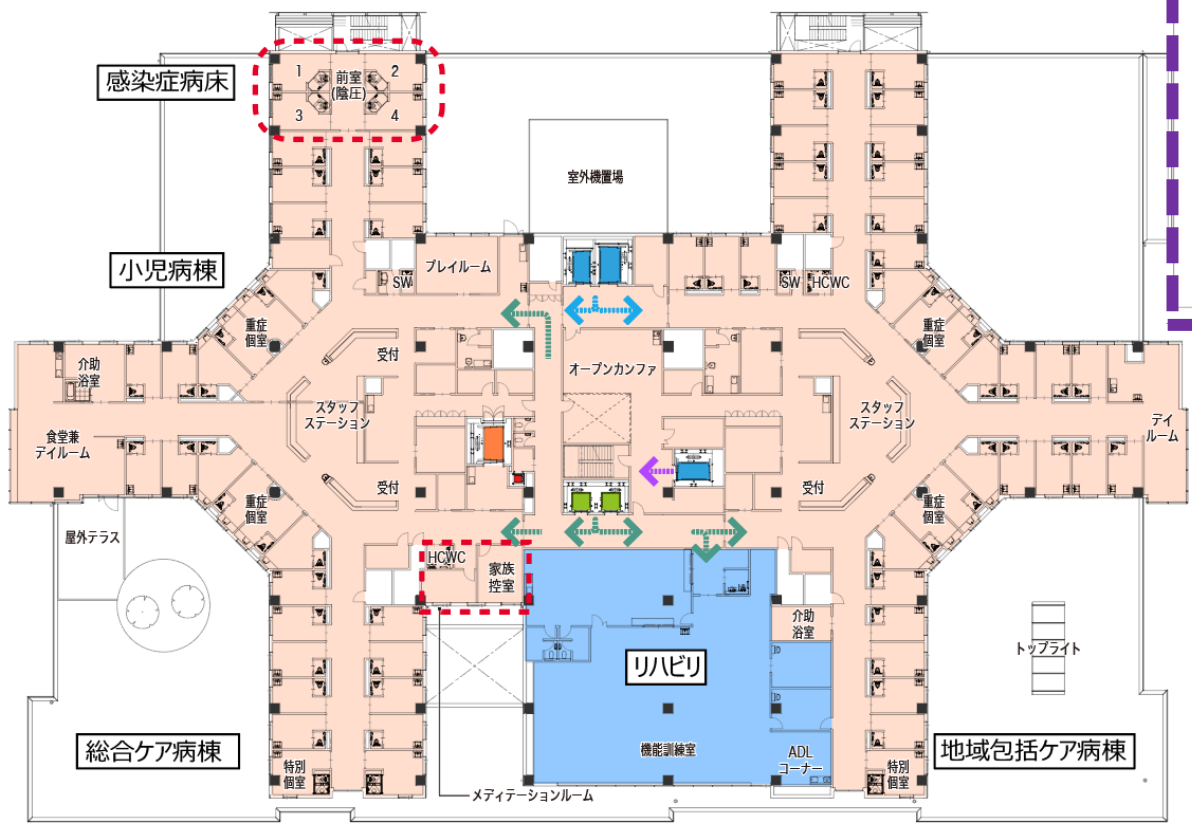 感染症病床
1
前室
(陰圧)
2
3
4
室外機置場
小児病棟
SW
プレイルーム
SW
HCWC
重症
個室
重症
個室
受付
オープンカンファ
介助
浴室
スタッフ
ステーション
スタッフ
ステーション
食堂兼
デイルーム
デイ
ルーム
受付
受付
重症
個室
重症
個室
屋外テラス
HCWC
家族
控室
介助
浴室
トップライト
リハビリ
総合ケア病棟
機能訓練室
ADL
コーナー
地域包括ケア病棟
特別
個室
特別
個室
メディテーションルーム